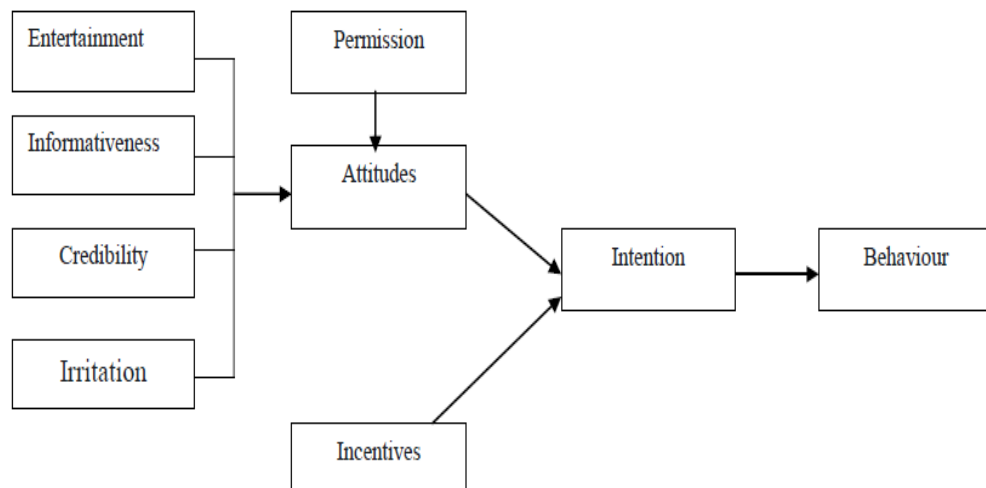 Entertainment
Permission
Informativeness
Attitudes
Credibility
Intention
Behaviour
Irritation
Incentives